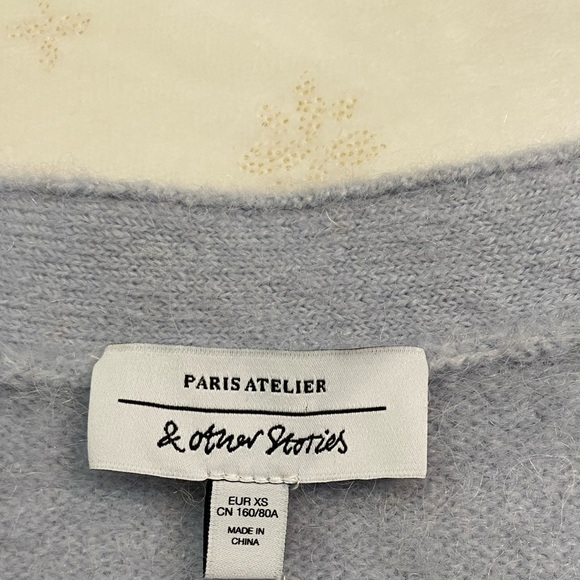 PARIS ATELIER
& other Stories
EUR XS
CN 160/80A
MADE IN
CHINA